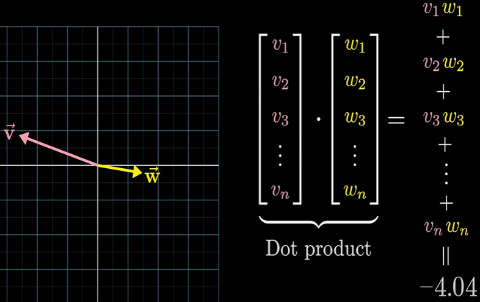 v⃗
w⃗
[v₁ v₂ v₃ ⋮ vₙ] · [w₁ w₂ w₃ ⋮ wₙ] =
Dot product
v₁w₁
+
v₂w₂
+
v₃w₃
+
⋮
+
vₙwₙ
=
−4.04